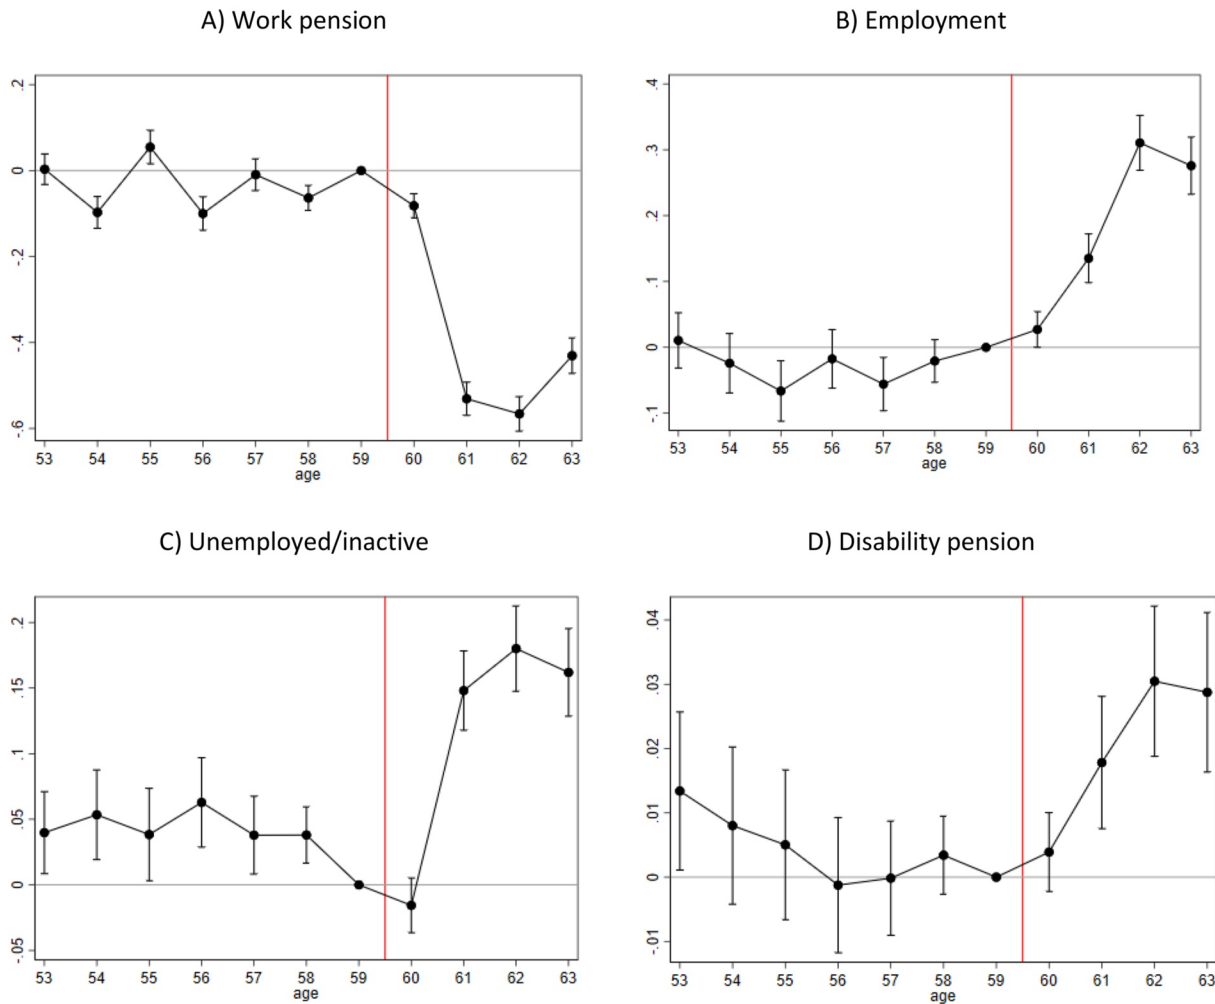 A) Work pension
B) Employment
.2
0
-.2
-.4
-.6
53 54 55 56 57 58 59 60 61 62 63
age
.4
.3
.2
.1
0
-.1
53 54 55 56 57 58 59 60 61 62 63
age
C) Unemployed/inactive
D) Disability pension
.2
.15
.1
.05
0
-.05
53 54 55 56 57 58 59 60 61 62 63
age
.04
.03
.02
.01
0
-.01
53 54 55 56 57 58 59 60 61 62 63
age